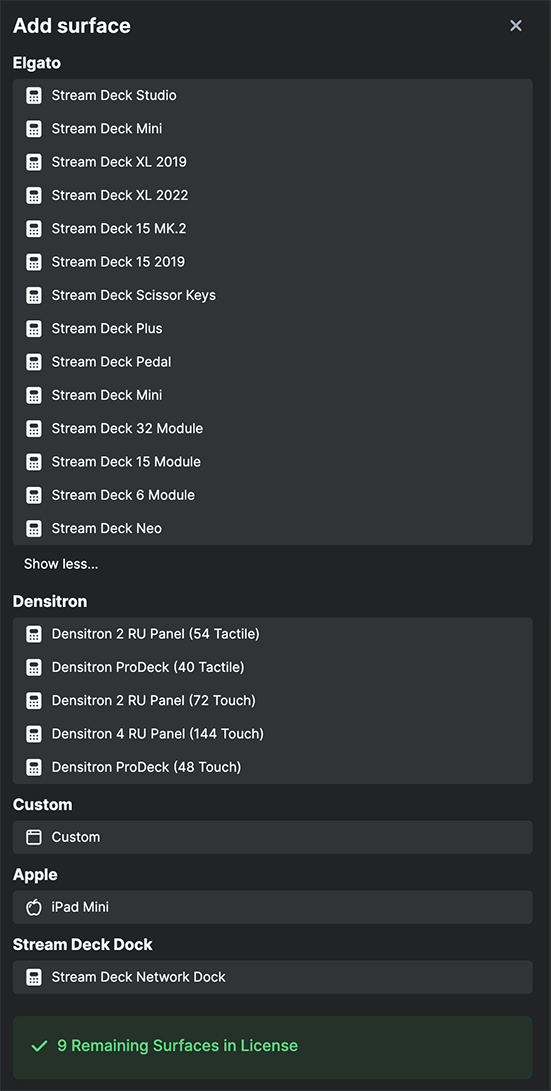 Add surface
Elgato
Stream Deck Studio
Stream Deck Mini
Stream Deck XL 2019
Stream Deck XL 2022
Stream Deck 15 MK.2
Stream Deck 15 2019
Stream Deck Scissor Keys
Stream Deck Plus
Stream Deck Pedal
Stream Deck Mini
Stream Deck 32 Module
Stream Deck 15 Module
Stream Deck 6 Module
Stream Deck Neo
Show less...
Densitron
Densitron 2 RU Panel (54 Tactile)
Densitron ProDeck (40 Tactile)
Densitron 2 RU Panel (72 Touch)
Densitron 4 RU Panel (144 Touch)
Densitron ProDeck (48 Touch)
Custom
Custom
Apple
iPad Mini
Stream Deck Dock
Stream Deck Network Dock
9 Remaining Surfaces in License